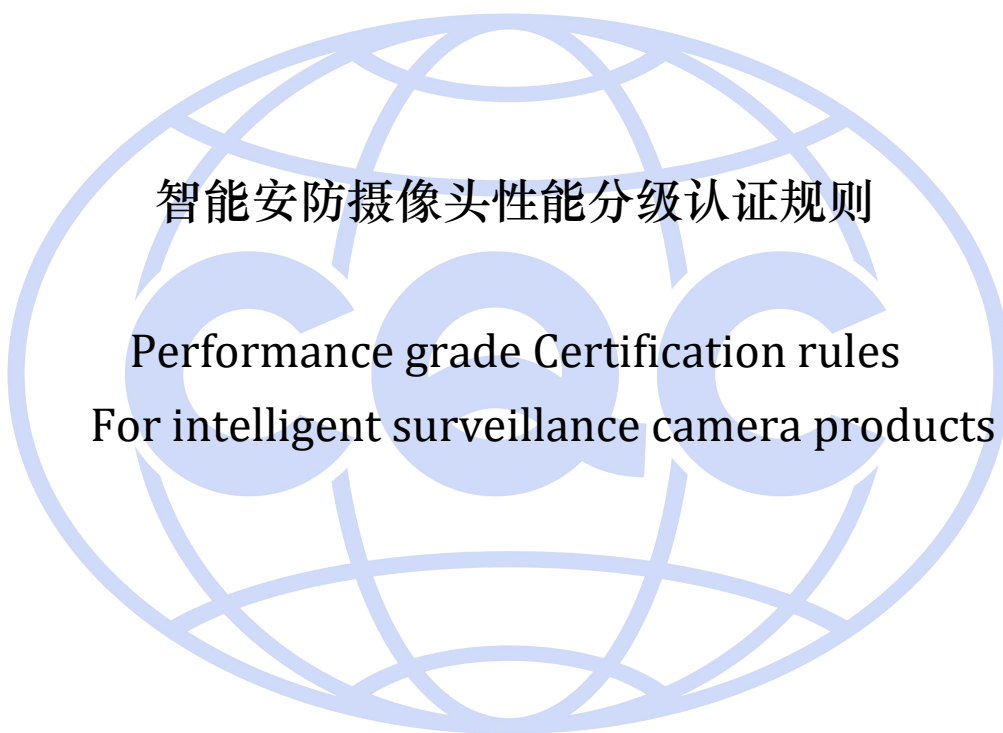 智能安防摄像头性能分级认证规则
cqc
Performance grade Certification rules
For intelligent surveillance camera products